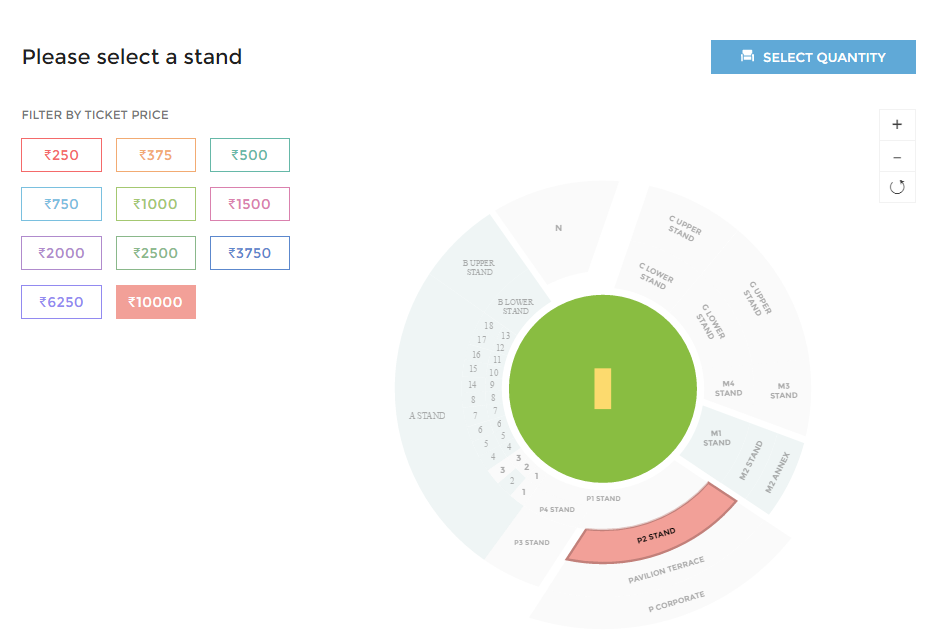 Please select a stand
SELECT QUANTITY
FILTER BY TICKET PRICE
₹250
₹375
₹500
₹750
₹1000
₹1500
₹2000
₹2500
₹3750
₹6250
₹10000
+
−
N
C UPPER
STAND
C LOWER
STAND
G UPPER
STAND
G LOWER
STAND
B UPPER
STAND
B LOWER
STAND
18
17
16
15
14
8
7
6
5
4
3
2
1
13
12
11
10
9
8
7
6
5
4
3
2
1
A STAND
M4
STAND
M3
STAND
M1
STAND
M2 STAND
M2 ANNEX
P1 STAND
P4 STAND
P3 STAND
P2 STAND
PAVILION TERRACE
P CORPORATE